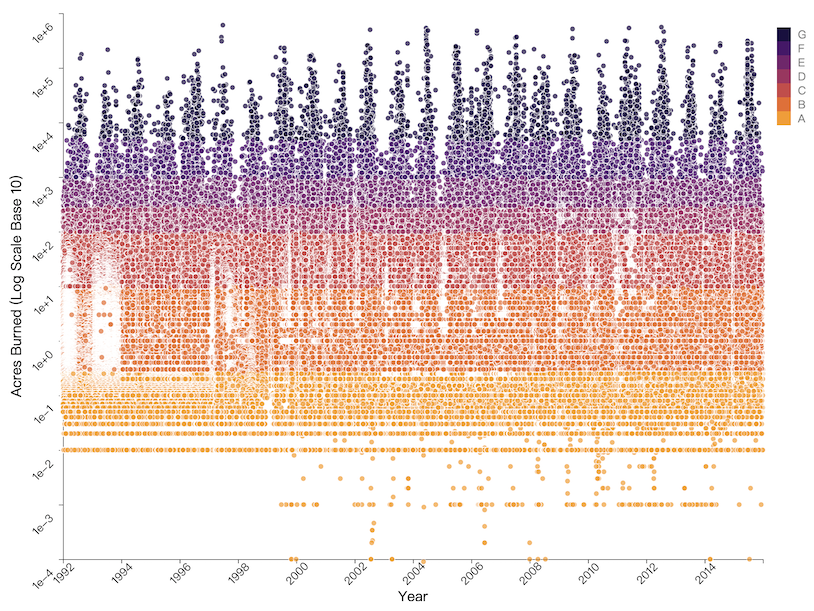 1e+6
1e+5
1e+4
1e+3
1e+2
1e+1
1e+0
1e-1
1e-2
1e-3
1e-4
Acres Burned (Log Scale Base 10)
1992
1994
1996
1998
2000
2002
2004
2006
2008
2010
2012
2014
Year
G
F
E
D
C
B
A